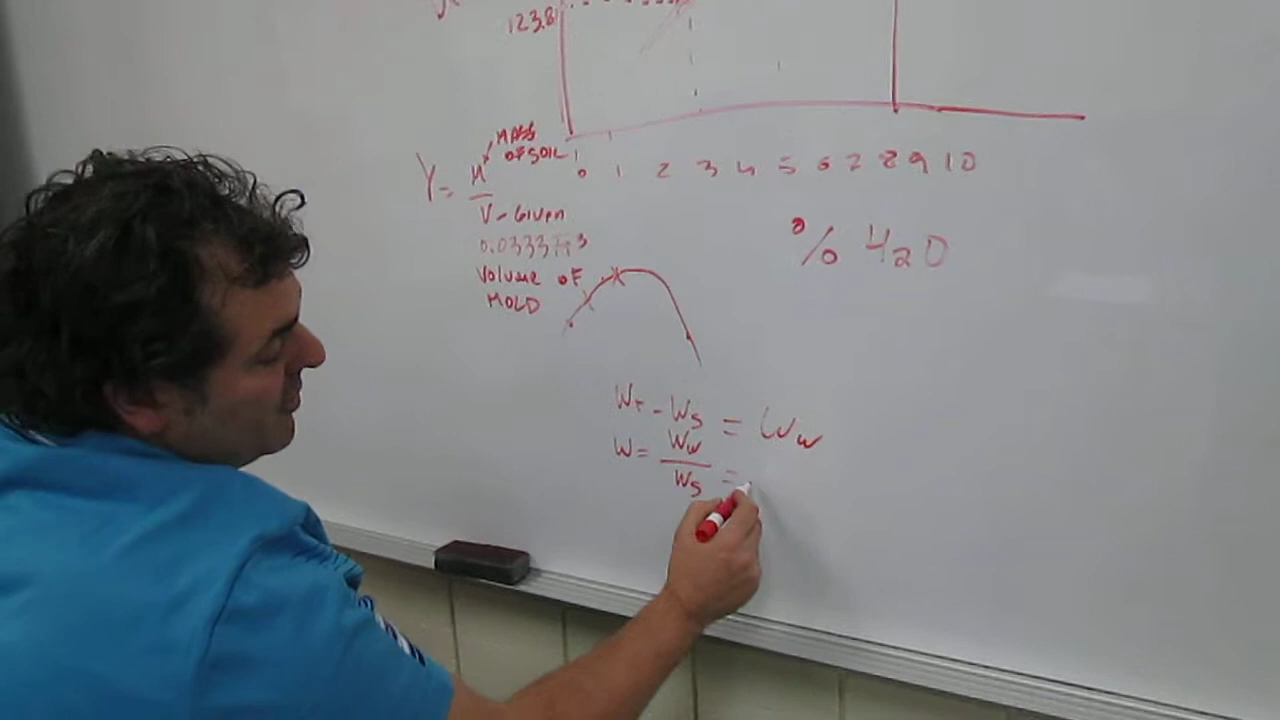 123.8
MASS
OF SOIL
γ = M
V - Given
0.0333 FT3
Volume of
MOLD
0 1 2 3 4 5 6 7 8 9 10
% H2O
WT - WS = Ww
W = Ww
WS =